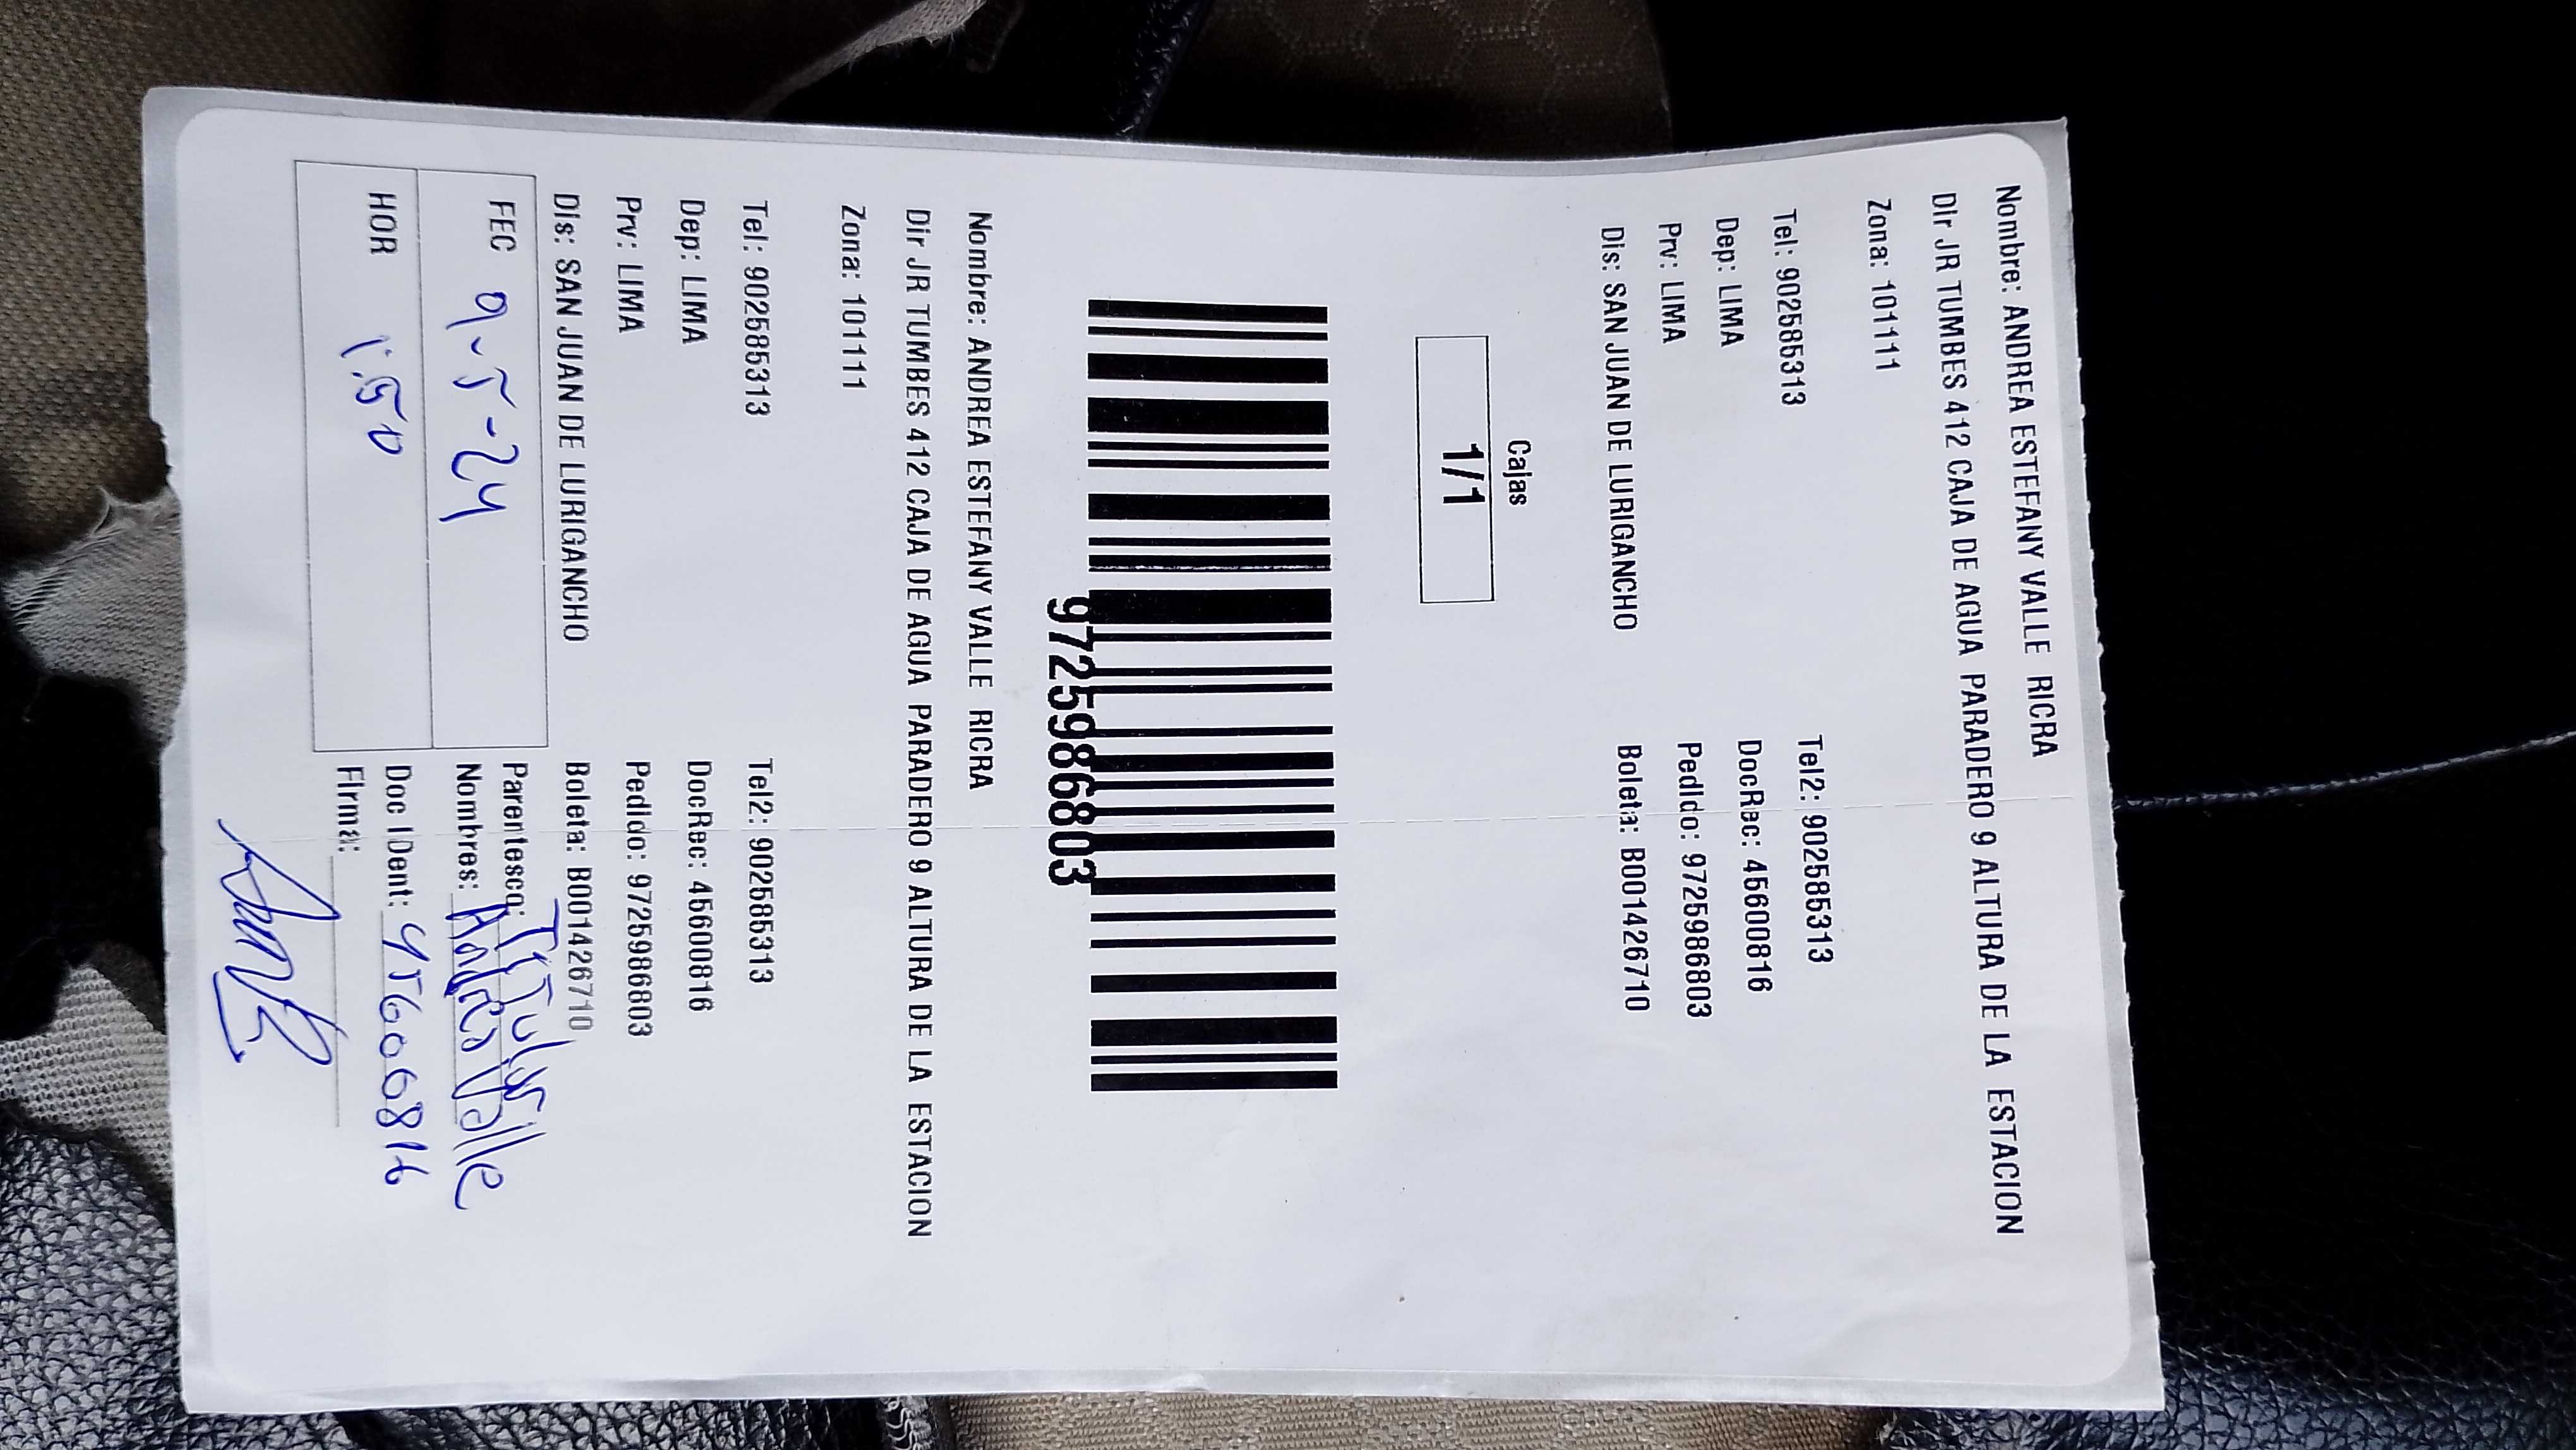 Nombre: ANDREA ESTEFANY VALLE RICRA
Dir JR TUMBES 412 CAJA DE AGUA PARADERO 9 ALTURA DE LA ESTACION
Zona: 101111
Tel: 902585313 Tel2: 902585313
Dep: LIMA DocRec: 45600816
Prv: LIMA Pedido: 9725986803
Dis: SAN JUAN DE LURIGANCHO Boleta: B001426710
Cajas
1/1
9725986803
Nombre: ANDREA ESTEFANY VALLE RICRA
Dir JR TUMBES 412 CAJA DE AGUA PARADERO 9 ALTURA DE LA ESTACION
Zona: 101111
Tel: 902585313 Tel2: 902585313
Dep: LIMA DocRec: 45600816
Prv: LIMA Pedido: 9725986803
Dis: SAN JUAN DE LURIGANCHO Boleta: B001426710
FEC 9-5-24 Parentesco: TiTular
Nombres: Andrea Valle
HOR 1:50 Doc IDent: 45600816
Firma: